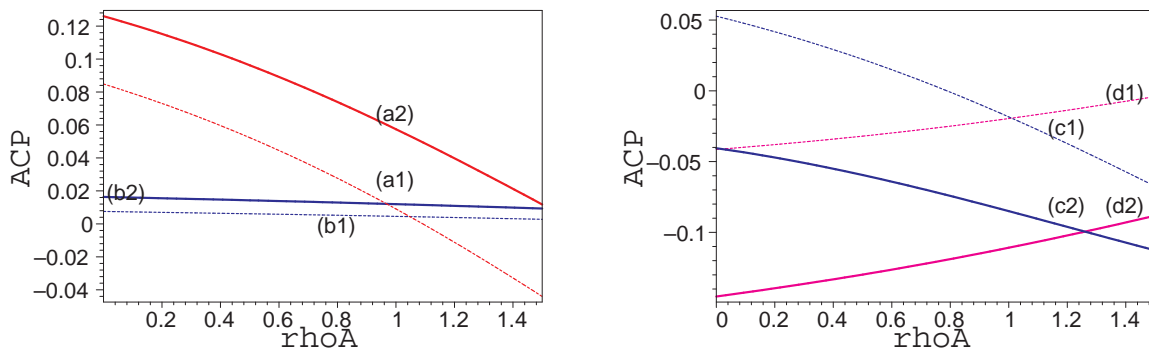 0.12
0.1
0.08
0.06
0.04
0.02
0
−0.02
−0.04
ACP
(a2)
(a1)
(b2)
(b1)
0.2 0.4 0.6 0.8 1 1.2 1.4
rhoA
0.05
0
−0.05
−0.1
ACP
(d1)
(c1)
(c2) (d2)
0 0.2 0.4 0.6 0.8 1 1.2 1.4
rhoA